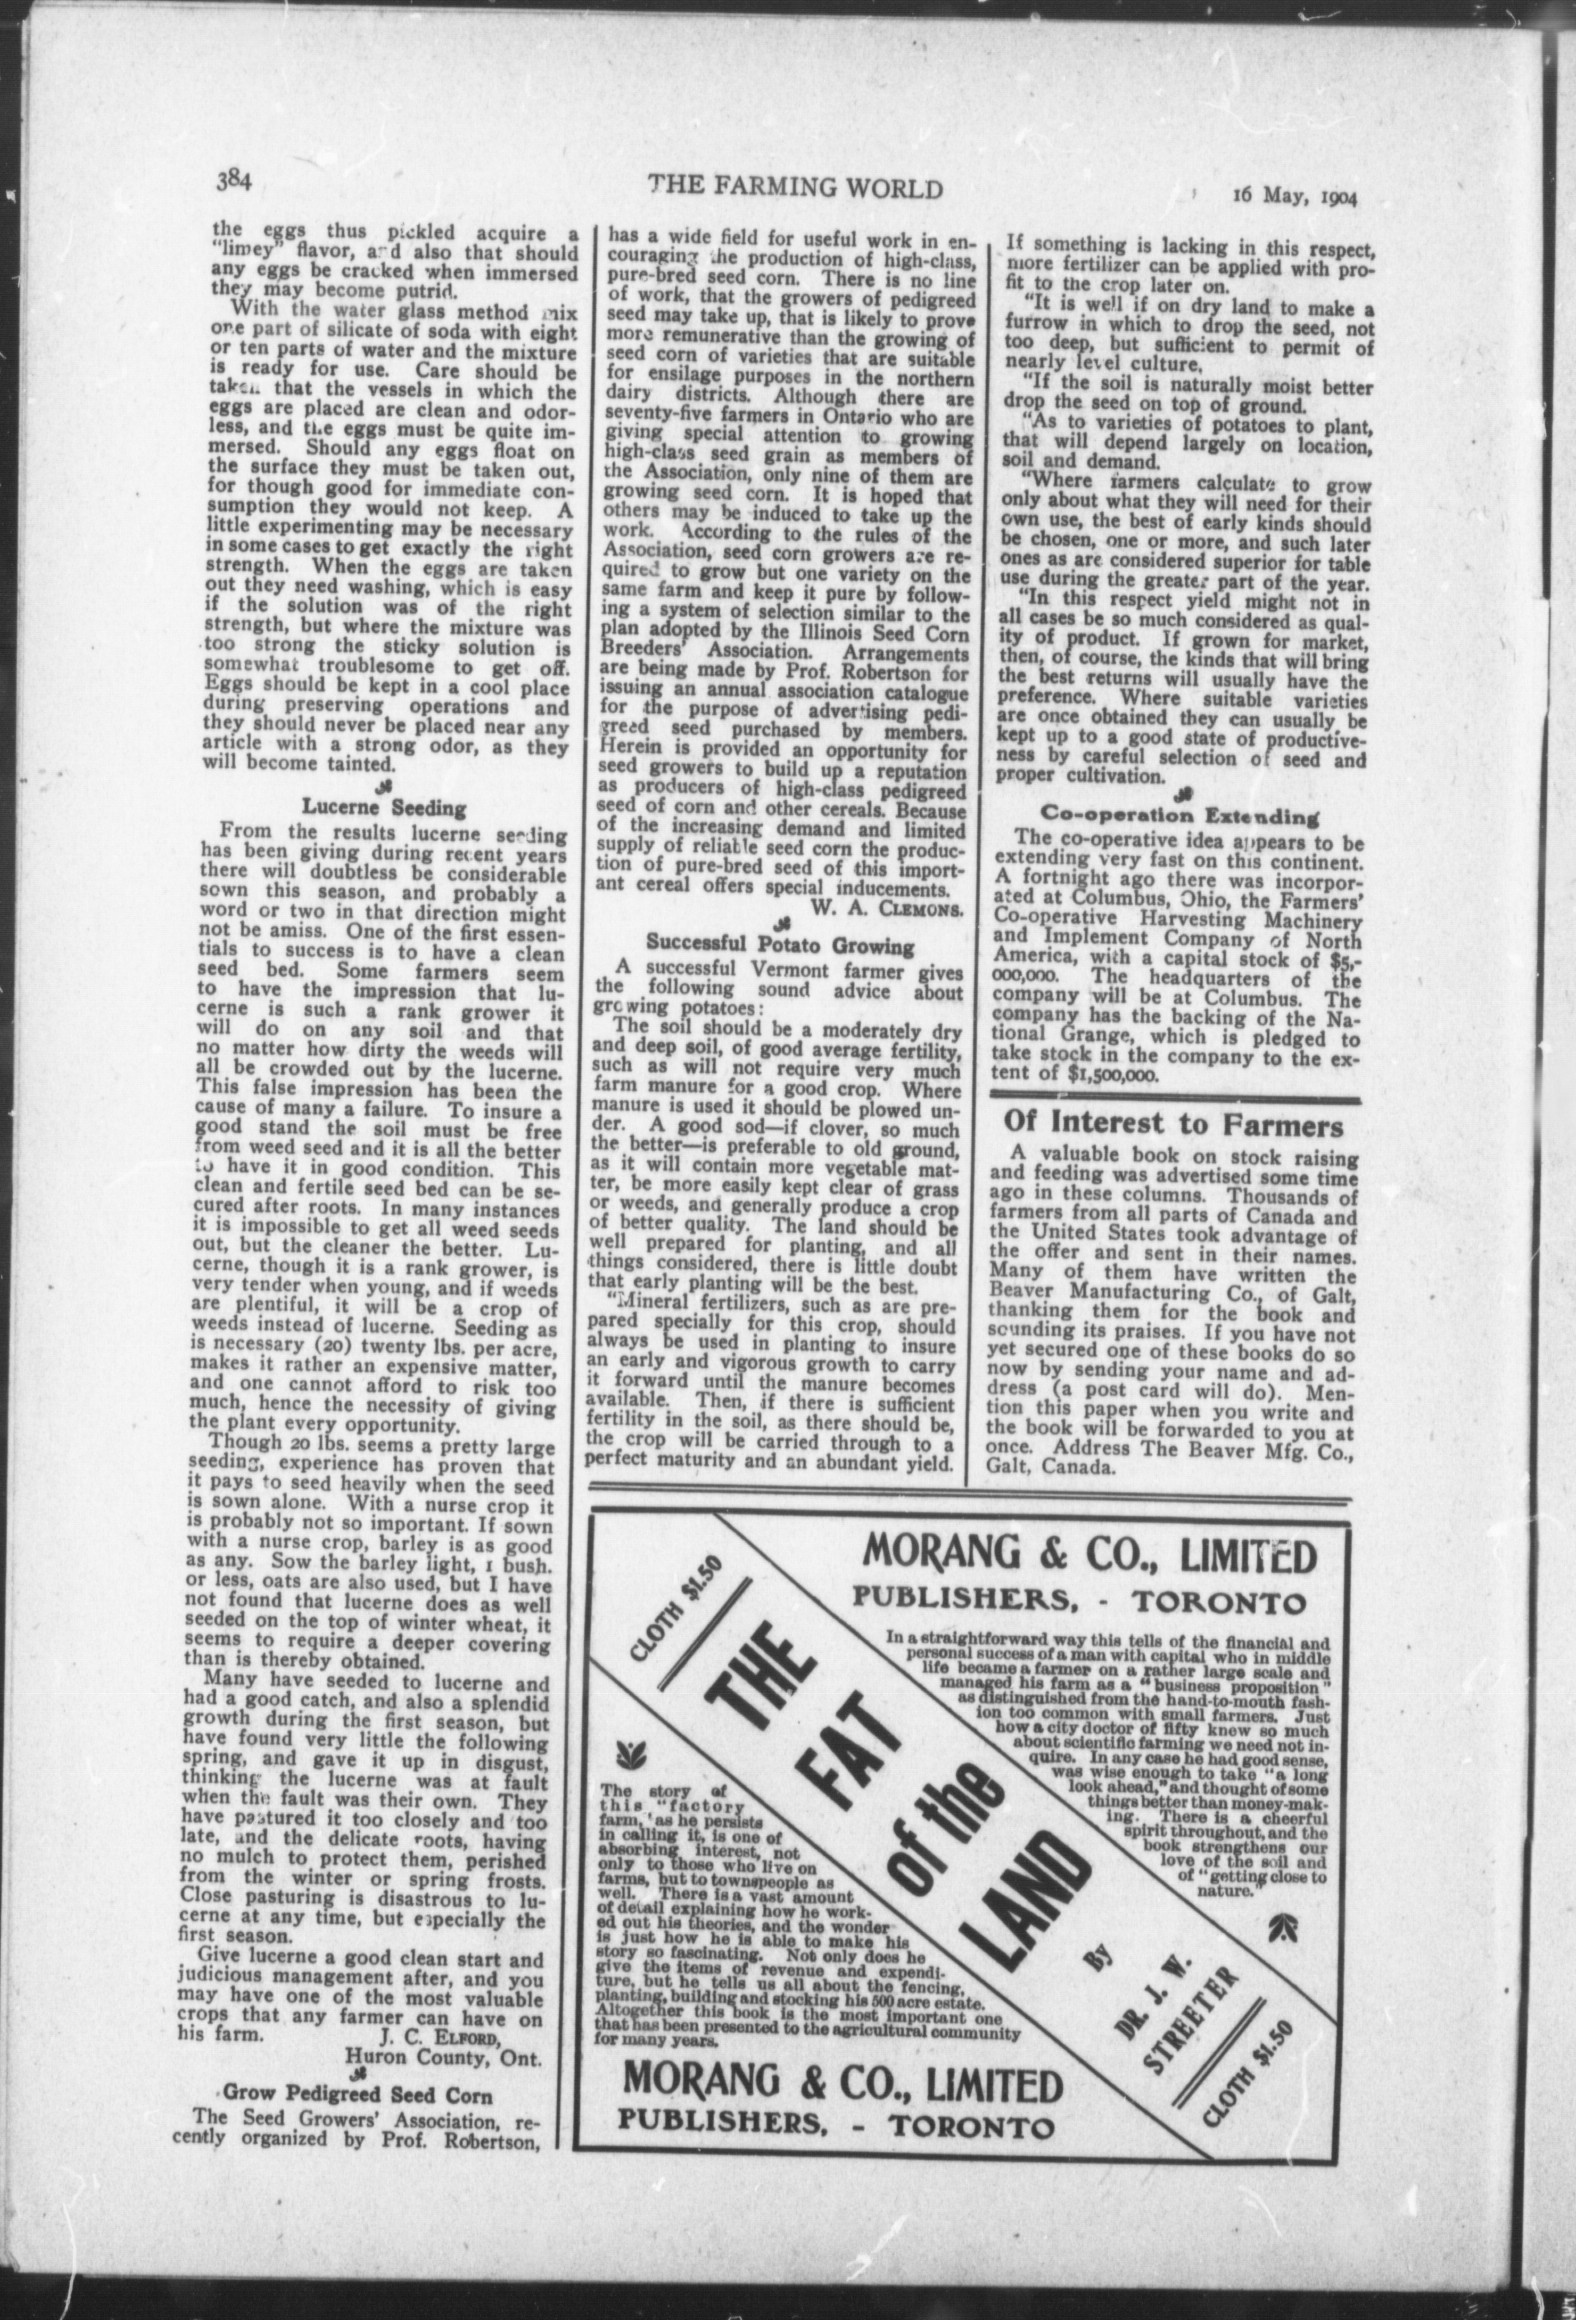 384
THE FARMING WORLD
16 May, 1904
the eggs thus pickled acquire a
"limey" flavor, and also that should
any eggs be cracked when immersed
they may become putrid.
With the water glass method mix
one part of silicate of soda with eight
or ten parts of water and the mixture
is ready for use. Care should be
taken that the vessels in which the
eggs are placed are clean and odor-
less, and the eggs must be quite im-
mersed. Should any eggs float on
the surface they must be taken out,
for though good for immediate con-
sumption they would not keep. A
little experimenting may be necessary
in some cases to get exactly the right
strength. When the eggs are taken
out they need washing, which is easy
if the solution was of the right
strength, but where the mixture was
too strong the sticky solution is
somewhat troublesome to get off.
Eggs should be kept in a cool place
during preserving operations and
they should never be placed near any
article with a strong odor, as they
will become tainted.
Lucerne Seeding
From the results lucerne seeding
has been giving during recent years
there will doubtless be considerable
sown this season, and probably a
word or two in that direction might
not be amiss. One of the first essen-
tials to success is to have a clean
seed bed. Some farmers seem
to have the impression that lu-
cerne is such a rank grower it
will do on any soil and that
no matter how dirty the weeds will
all be crowded out by the lucerne.
This false impression has been the
cause of many a failure. To insure a
good stand the soil must be free
from weed seed and it is all the better
to have it in good condition. This
clean and fertile seed bed can be se-
cured after roots. In many instances
it is impossible to get all weed seeds
out, but the cleaner the better. Lu-
cerne, though it is a rank grower, is
very tender when young, and if weeds
are plentiful, it will be a crop of
weeds instead of lucerne. Seeding as
is necessary (20) twenty lbs. per acre,
makes it rather an expensive matter,
and one cannot afford to risk too
much, hence the necessity of giving
the plant every opportunity.
Though 20 lbs. seems a pretty large
seeding, experience has proven that
it pays to seed heavily when the seed
is sown alone. With a nurse crop it
is probably not so important. If sown
with a nurse crop, barley is as good
as any. Sow the barley light, 1 bush.
or less, oats are also used, but I have
not found that lucerne does as well
seeded on the top of winter wheat, it
seems to require a deeper covering
than is thereby obtained.
Many have seeded to lucerne and
had a good catch, and also a splendid
growth during the first season, but
have found very little the following
spring, and gave it up in disgust,
thinking the lucerne was at fault
when the fault was their own. They
have pastured it too closely and too
late, and the delicate roots, having
no mulch to protect them, perished
from the winter or spring frosts.
Close pasturing is disastrous to lu-
cerne at any time, but especially the
first season.
Give lucerne a good clean start and
judicious management after, and you
may have one of the most valuable
crops that any farmer can have on
his farm. J. C. ELFORD,
Huron County, Ont.
Grow Pedigreed Seed Corn
The Seed Growers' Association, re-
cently organized by Prof. Robertson,
has a wide field for useful work in en-
couraging the production of high-class,
pure-bred seed corn. There is no line
of work, that the growers of pedigreed
seed may take up, that is likely to prove
more remunerative than the growing of
seed corn of varieties that are suitable
for ensilage purposes in the northern
dairy districts. Although there are
seventy-five farmers in Ontario who are
giving special attention to growing
high-class seed grain as members of
the Association, only nine of them are
growing seed corn. It is hoped that
others may be induced to take up the
work. According to the rules of the
Association, seed corn growers are re-
quired to grow but one variety on the
same farm and keep it pure by follow-
ing a system of selection similar to the
plan adopted by the Illinois Seed Corn
Breeders' Association. Arrangements
are being made by Prof. Robertson for
issuing an annual association catalogue
for the purpose of advertising pedi-
greed seed purchased by members.
Herein is provided an opportunity for
seed growers to build up a reputation
as producers of high-class pedigreed
seed of corn and other cereals. Because
of the increasing demand and limited
supply of reliable seed corn the produc-
tion of pure-bred seed of this import-
ant cereal offers special inducements.
W. A. CLEMONS.
Successful Potato Growing
A successful Vermont farmer gives
the following sound advice about
growing potatoes:
The soil should be a moderately dry
and deep soil, of good average fertility,
such as will not require very much
farm manure for a good crop. Where
manure is used it should be plowed un-
der. A good sod—if clover, so much
the better—is preferable to old ground,
as it will contain more vegetable mat-
ter, be more easily kept clear of grass
or weeds, and generally produce a crop
of better quality. The land should be
well prepared for planting, and all
things considered, there is little doubt
that early planting will be the best.
"Mineral fertilizers, such as are pre-
pared specially for this crop, should
always be used in planting to insure
an early and vigorous growth to carry
it forward until the manure becomes
available. Then, if there is sufficient
fertility in the soil, as there should be,
the crop will be carried through to a
perfect maturity and an abundant yield.
If something is lacking in this respect,
more fertilizer can be applied with pro-
fit to the crop later on.
"It is well if on dry land to make a
furrow in which to drop the seed, not
too deep, but sufficient to permit of
nearly level culture,
"If the soil is naturally moist better
drop the seed on top of ground.
"As to varieties of potatoes to plant,
that will depend largely on location,
soil and demand.
"Where farmers calculate to grow
only about what they will need for their
own use, the best of early kinds should
be chosen, one or more, and such later
ones as are considered superior for table
use during the greater part of the year.
"In this respect yield might not in
all cases be so much considered as qual-
ity of product. If grown for market,
then, of course, the kinds that will bring
the best returns will usually have the
preference. Where suitable varieties
are once obtained they can usually be
kept up to a good state of productive-
ness by careful selection of seed and
proper cultivation.
Co-operation Extending
The co-operative idea appears to be
extending very fast on this continent.
A fortnight ago there was incorpor-
ated at Columbus, Ohio, the Farmers'
Co-operative Harvesting Machinery
and Implement Company of North
America, with a capital stock of $5,-
000,000. The headquarters of the
company will be at Columbus. The
company has the backing of the Na-
tional Grange, which is pledged to
take stock in the company to the ex-
tent of $1,500,000.
Of Interest to Farmers
A valuable book on stock raising
and feeding was advertised some time
ago in these columns. Thousands of
farmers from all parts of Canada and
the United States took advantage of
the offer and sent in their names.
Many of them have written the
Beaver Manufacturing Co., of Galt,
thanking them for the book and
sounding its praises. If you have not
yet secured one of these books do so
now by sending your name and ad-
dress (a post card will do). Men-
tion this paper when you write and
the book will be forwarded to you at
once. Address The Beaver Mfg. Co.,
Galt, Canada.
MORANG & CO., LIMITED
PUBLISHERS, - TORONTO
In a straightforward way this tells of the financial and
personal success of a man with capital who in middle
life became a farmer on a rather large scale and
managed his farm as a "business proposition"
as distinguished from the hand-to-mouth fash-
ion too common with small farmers. Just
how a city doctor of fifty knew so much
about scientific farming we need not in-
quire. In any case he had good sense,
was wise enough to take "a long
look ahead," and thought of some
things better than money-mak-
ing. There is a cheerful
spirit throughout, and the
book strengthens our
love of the soil and
of "getting close to
nature."
CLOTH $1.50
THE
FAT
of the
LAND
By
DR. J. W.
STREETER
CLOTH $1.50
The story of
this "factory
farm,' as he persists
in calling it, is one of
absorbing interest, not
only to those who live on
farms, but to townspeople as
well. There is a vast amount
of detail explaining how he work-
ed out his theories, and the wonder
is just how he is able to make his
story so fascinating. Not only does he
give the items of revenue and expendi-
ture, but he tells us all about the fencing,
planting, building and stocking his 500 acre estate.
Altogether this book is the most important one
that has been presented to the agricultural community
for many years.
MORANG & CO., LIMITED
PUBLISHERS, - TORONTO